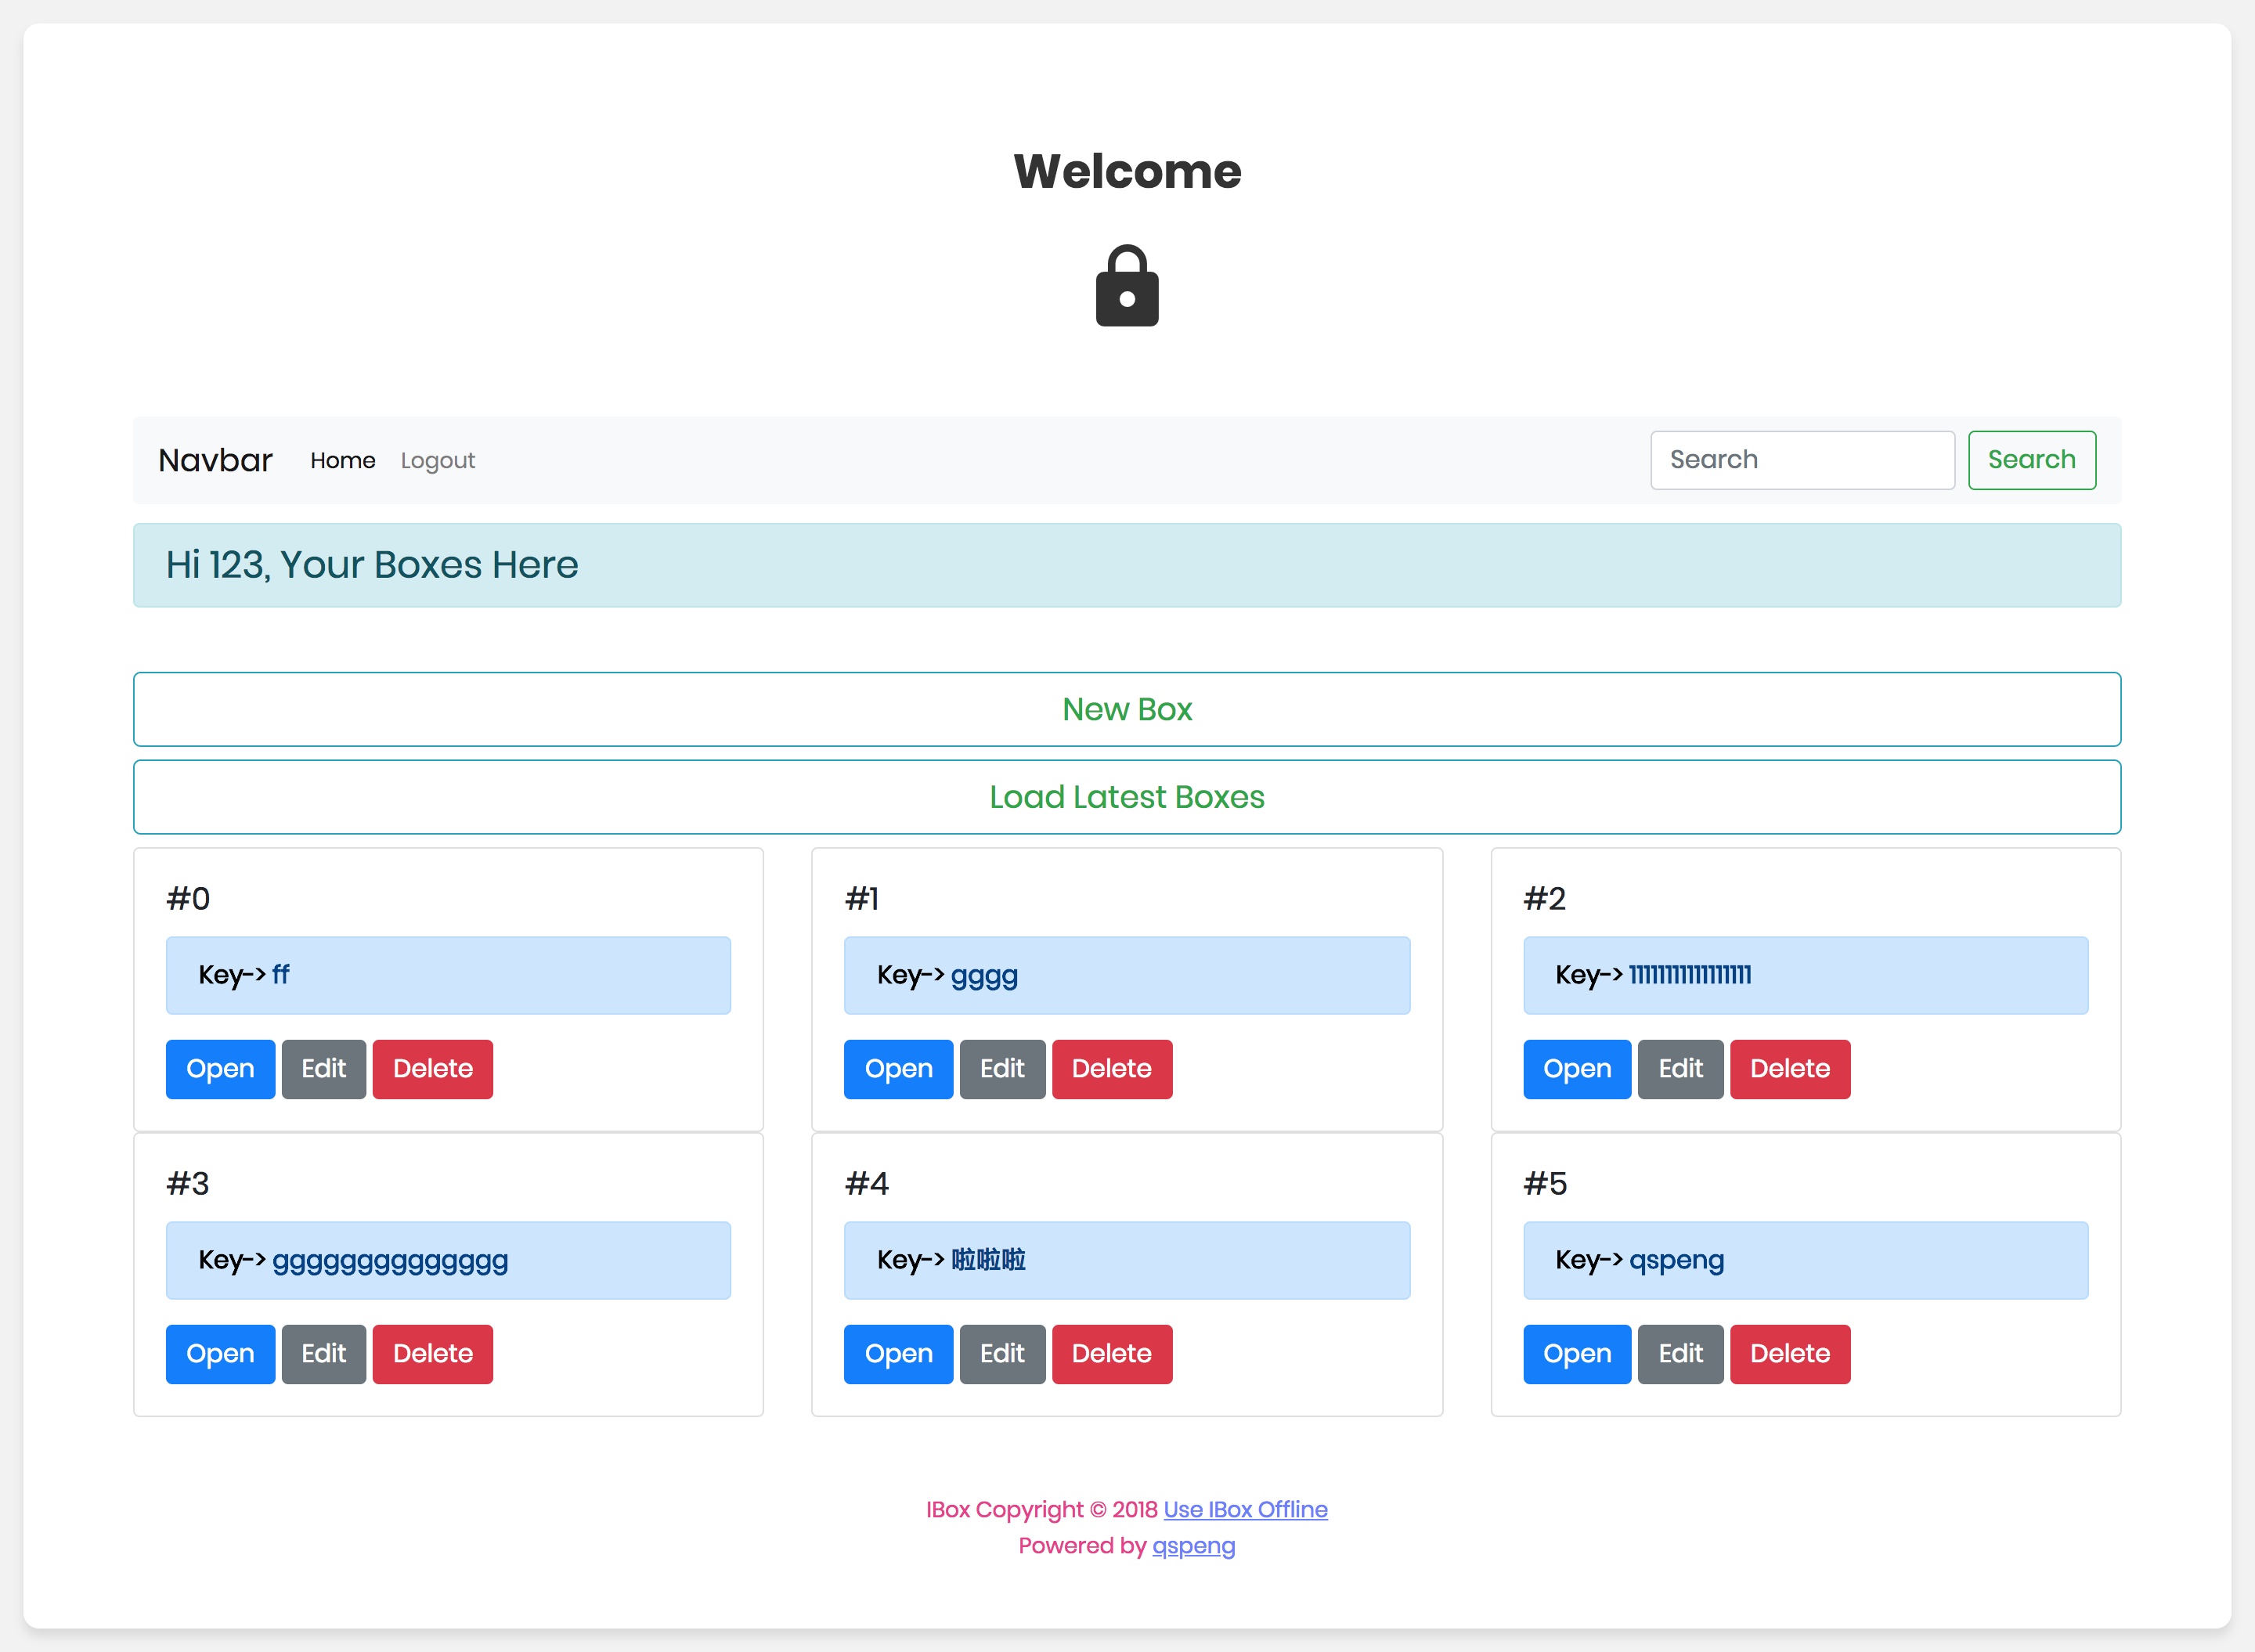 Welcome
Navbar Home Logout Search Search
Hi 123, Your Boxes Here
New Box
Load Latest Boxes
#0
Key-> ff
Open Edit Delete
#1
Key-> gggg
Open Edit Delete
#2
Open Edit Delete
#3
Key-> gggggggggggggg
Open Edit Delete
#4
Key-> 啦啦啦
Open Edit Delete
#5
Key-> qspeng
Open Edit Delete
IBox Copyright © 2018 Use IBox Offline
Powered by qspeng